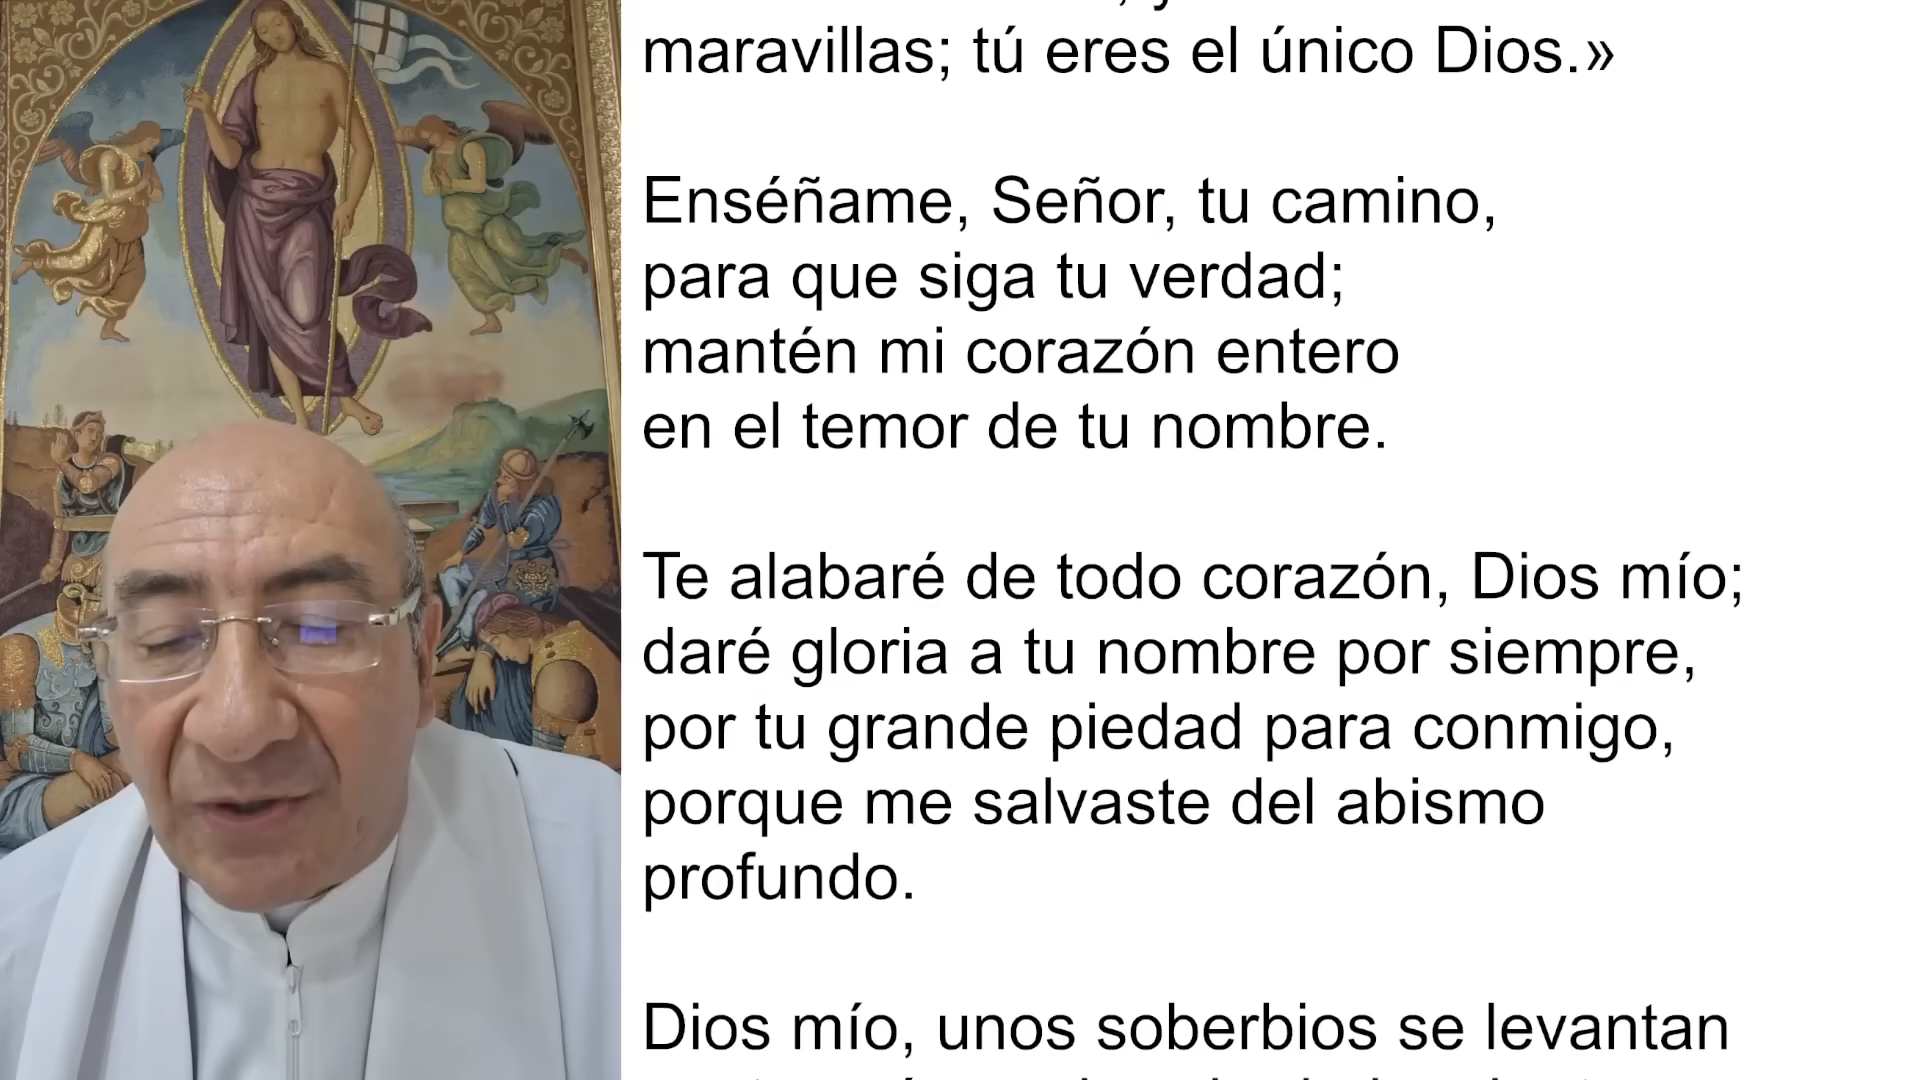 maravillas; tú eres el único Dios.»
Enséñame, Señor, tu camino,
para que siga tu verdad;
mantén mi corazón entero
en el temor de tu nombre.
Te alabaré de todo corazón, Dios mío;
daré gloria a tu nombre por siempre,
por tu grande piedad para conmigo,
porque me salvaste del abismo
profundo.
Dios mío, unos soberbios se levantan